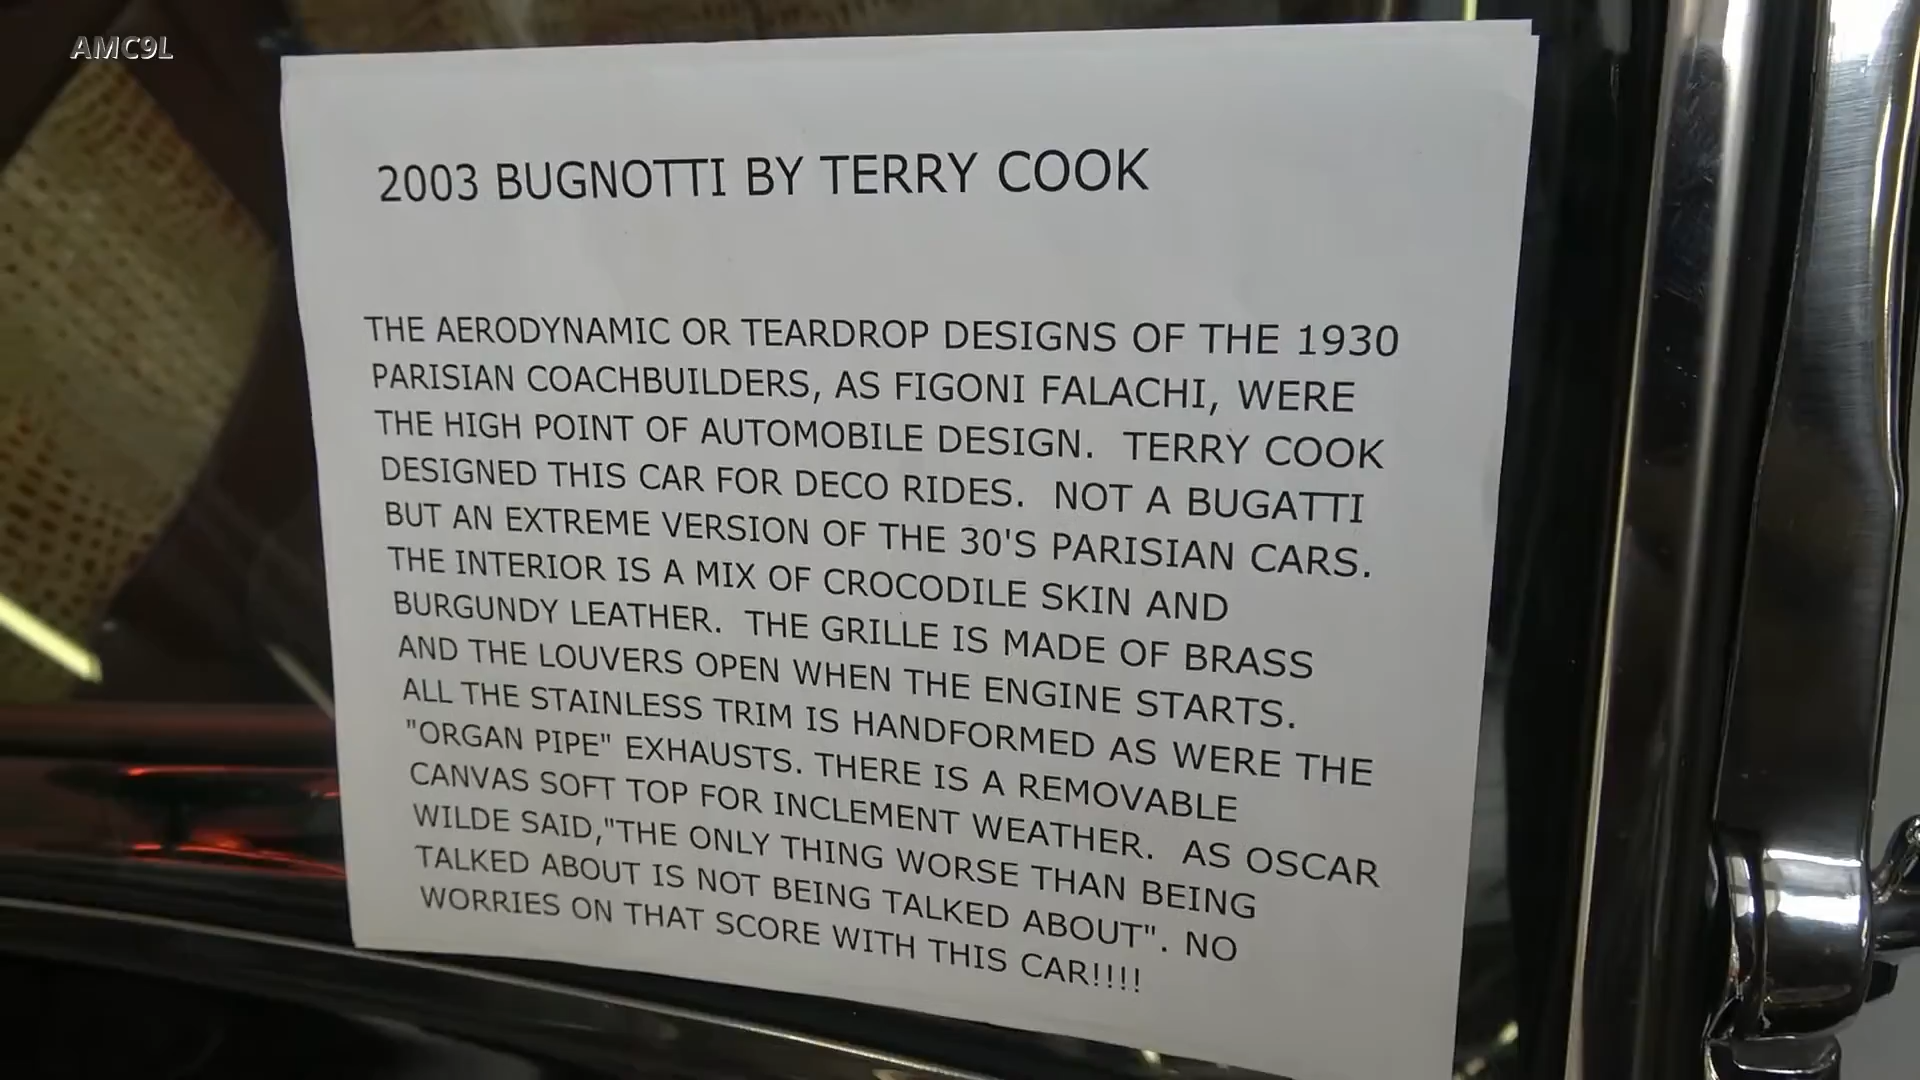 AMC9L
2003 BUGNOTTI BY TERRY COOK
THE AERODYNAMIC OR TEARDROP DESIGNS OF THE 1930
PARISIAN COACHBUILDERS, AS FIGONI FALACHI, WERE
THE HIGH POINT OF AUTOMOBILE DESIGN. TERRY COOK
DESIGNED THIS CAR FOR DECO RIDES. NOT A BUGATTI
BUT AN EXTREME VERSION OF THE 30'S PARISIAN CARS.
THE INTERIOR IS A MIX OF CROCODILE SKIN AND
BURGUNDY LEATHER. THE GRILLE IS MADE OF BRASS
AND THE LOUVERS OPEN WHEN THE ENGINE STARTS.
ALL THE STAINLESS TRIM IS HANDFORMED AS WERE THE
"ORGAN PIPE" EXHAUSTS. THERE IS A REMOVABLE
CANVAS SOFT TOP FOR INCLEMENT WEATHER. AS OSCAR
WILDE SAID,"THE ONLY THING WORSE THAN BEING
TALKED ABOUT IS NOT BEING TALKED ABOUT". NO
WORRIES ON THAT SCORE WITH THIS CAR!!!!